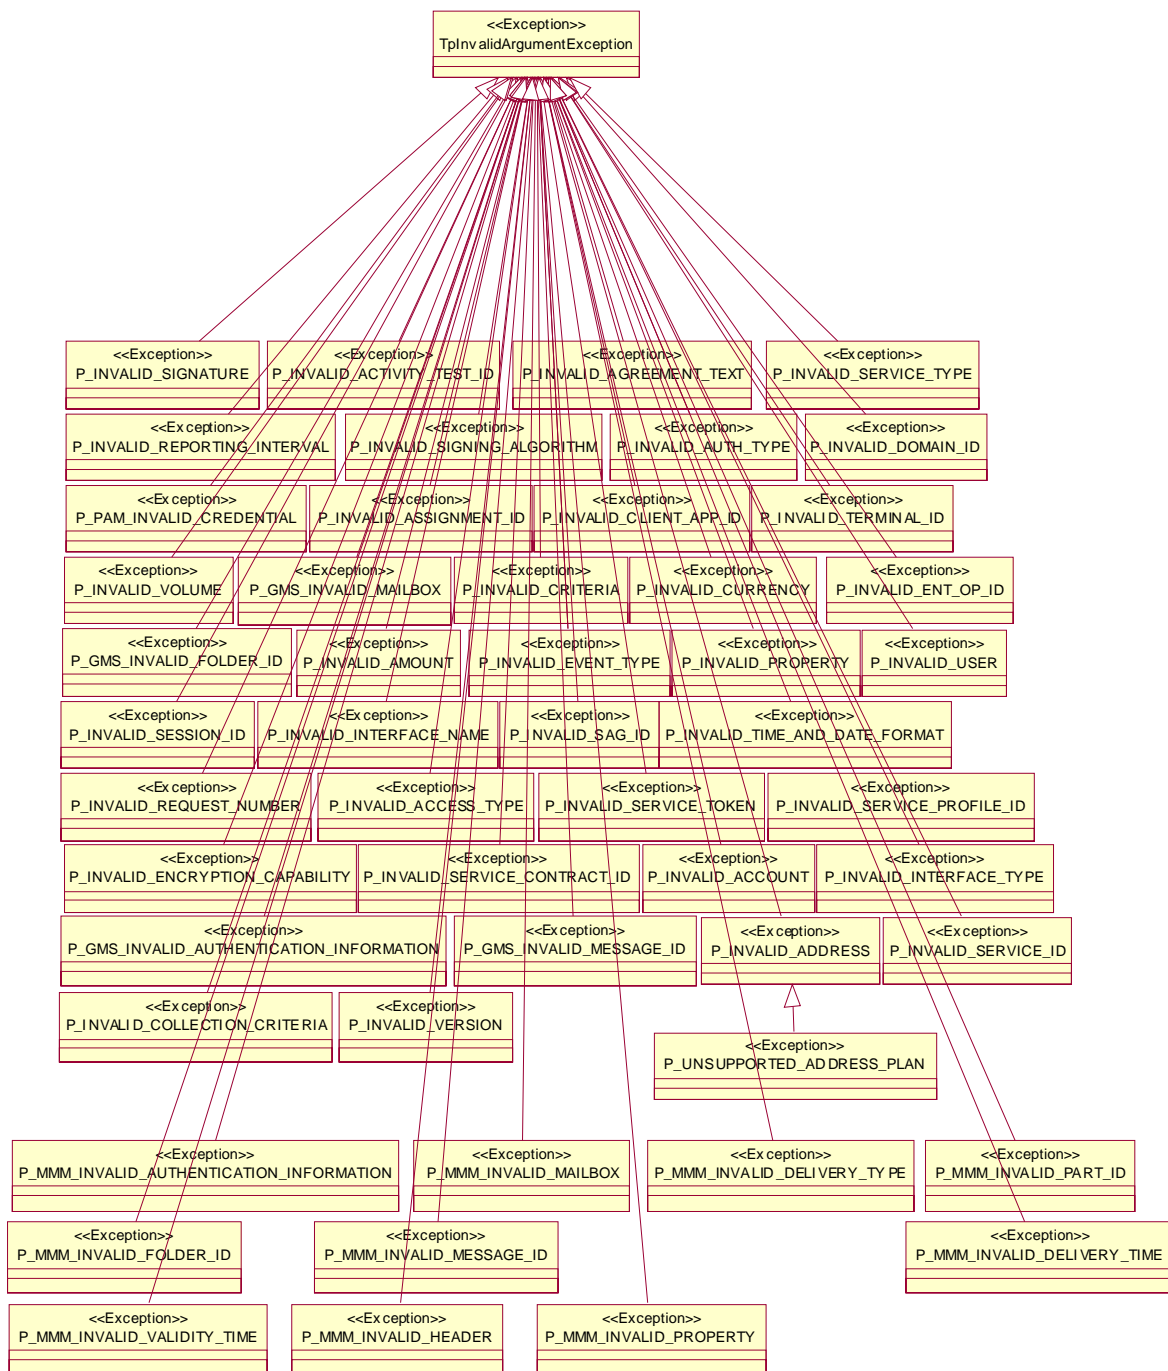 <<Exception>>
TpInvalidArgumentException
<<Exception>>
P_INVALID_SIGNATURE
<<Exception>>
P_INVALID_ACTIVITY_TEST_ID
<<Exception>>
P_INVALID_AGREEMENT_TEXT
<<Exception>>
P_INVALID_SERVICE_TYPE
<<Exception>>
P_INVALID_REPORTING_INTERVAL
<<Exception>>
P_INVALID_SIGNING_ALGORITHM
<<Exception>>
P_INVALID_AUTH_TYPE
<<Exception>>
P_INVALID_DOMAIN_ID
<<Exception>>
P_PAM_INVALID_CREDENTIAL
<<Exception>>
P_INVALID_ASSIGNMENT_ID
<<Exception>>
P_INVALID_CLIENT_APP_ID
<<Exception>>
P_INVALID_TERMINAL_ID
<<Exception>>
P_INVALID_VOLUME
<<Exception>>
P_GMS_INVALID_MAILBOX
<<Exception>>
P_INVALID_CRITERIA
<<Exception>>
P_INVALID_CURRENCY
<<Exception>>
P_INVALID_ENT_OP_ID
<<Exception>>
P_GMS_INVALID_FOLDER_ID
<<Exception>>
P_INVALID_AMOUNT
<<Exception>>
P_INVALID_EVENT_TYPE
<<Exception>>
P_INVALID_PROPERTY
<<Exception>>
P_INVALID_USER
<<Exception>>
P_INVALID_SESSION_ID
<<Exception>>
P_INVALID_INTERFACE_NAME
<<Exception>>
P_INVALID_SAG_ID
<<Exception>>
P_INVALID_TIME_AND_DATE_FORMAT
<<Exception>>
P_INVALID_REQUEST_NUMBER
<<Exception>>
P_INVALID_ACCESS_TYPE
<<Exception>>
P_INVALID_SERVICE_TOKEN
<<Exception>>
P_INVALID_SERVICE_PROFILE_ID
<<Exception>>
P_INVALID_ENCRYPTION_CAPABILITY
<<Exception>>
P_INVALID_SERVICE_CONTRACT_ID
<<Exception>>
P_INVALID_ACCOUNT
<<Exception>>
P_INVALID_INTERFACE_TYPE
<<Exception>>
P_GMS_INVALID_AUTHENTICATION_INFORMATION
<<Exception>>
P_GMS_INVALID_MESSAGE_ID
<<Exception>>
P_INVALID_ADDRESS
<<Exception>>
P_INVALID_SERVICE_ID
<<Exception>>
P_INVALID_COLLECTION_CRITERIA
<<Exception>>
P_INVALID_VERSION
<<Exception>>
P_UNSUPPORTED_ADDRESS_PLAN
<<Exception>>
P_MMM_INVALID_AUTHENTICATION_INFORMATION
<<Exception>>
P_MMM_INVALID_MAILBOX
<<Exception>>
P_MMM_INVALID_DELIVERY_TYPE
<<Exception>>
P_MMM_INVALID_PART_ID
<<Exception>>
P_MMM_INVALID_FOLDER_ID
<<Exception>>
P_MMM_INVALID_MESSAGE_ID
<<Exception>>
P_MMM_INVALID_DELIVERY_TIME
<<Exception>>
P_MMM_INVALID_VALIDITY_TIME
<<Exception>>
P_MMM_INVALID_HEADER
<<Exception>>
P_MMM_INVALID_PROPERTY